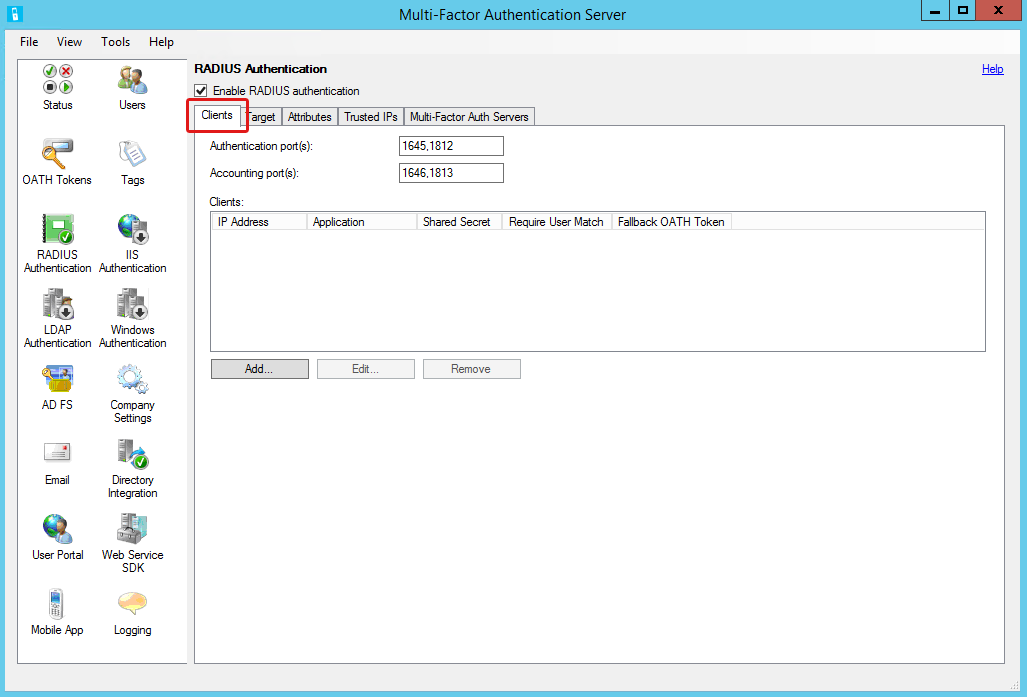 Multi-Factor Authentication Server
File View Tools Help
Status Users
OATH Tokens Tags
RADIUS Authentication IIS Authentication
LDAP Authentication Windows Authentication
AD FS Company Settings
Email Directory Integration
User Portal Web Service SDK
Mobile App Logging
RADIUS Authentication Help
Enable RADIUS authentication
Clients Target Attributes Trusted IPs Multi-Factor Auth Servers
Authentication port(s): 1645,1812
Accounting port(s): 1646,1813
Clients:
IP Address Application Shared Secret Require User Match Fallback OATH Token
Add... Edit... Remove